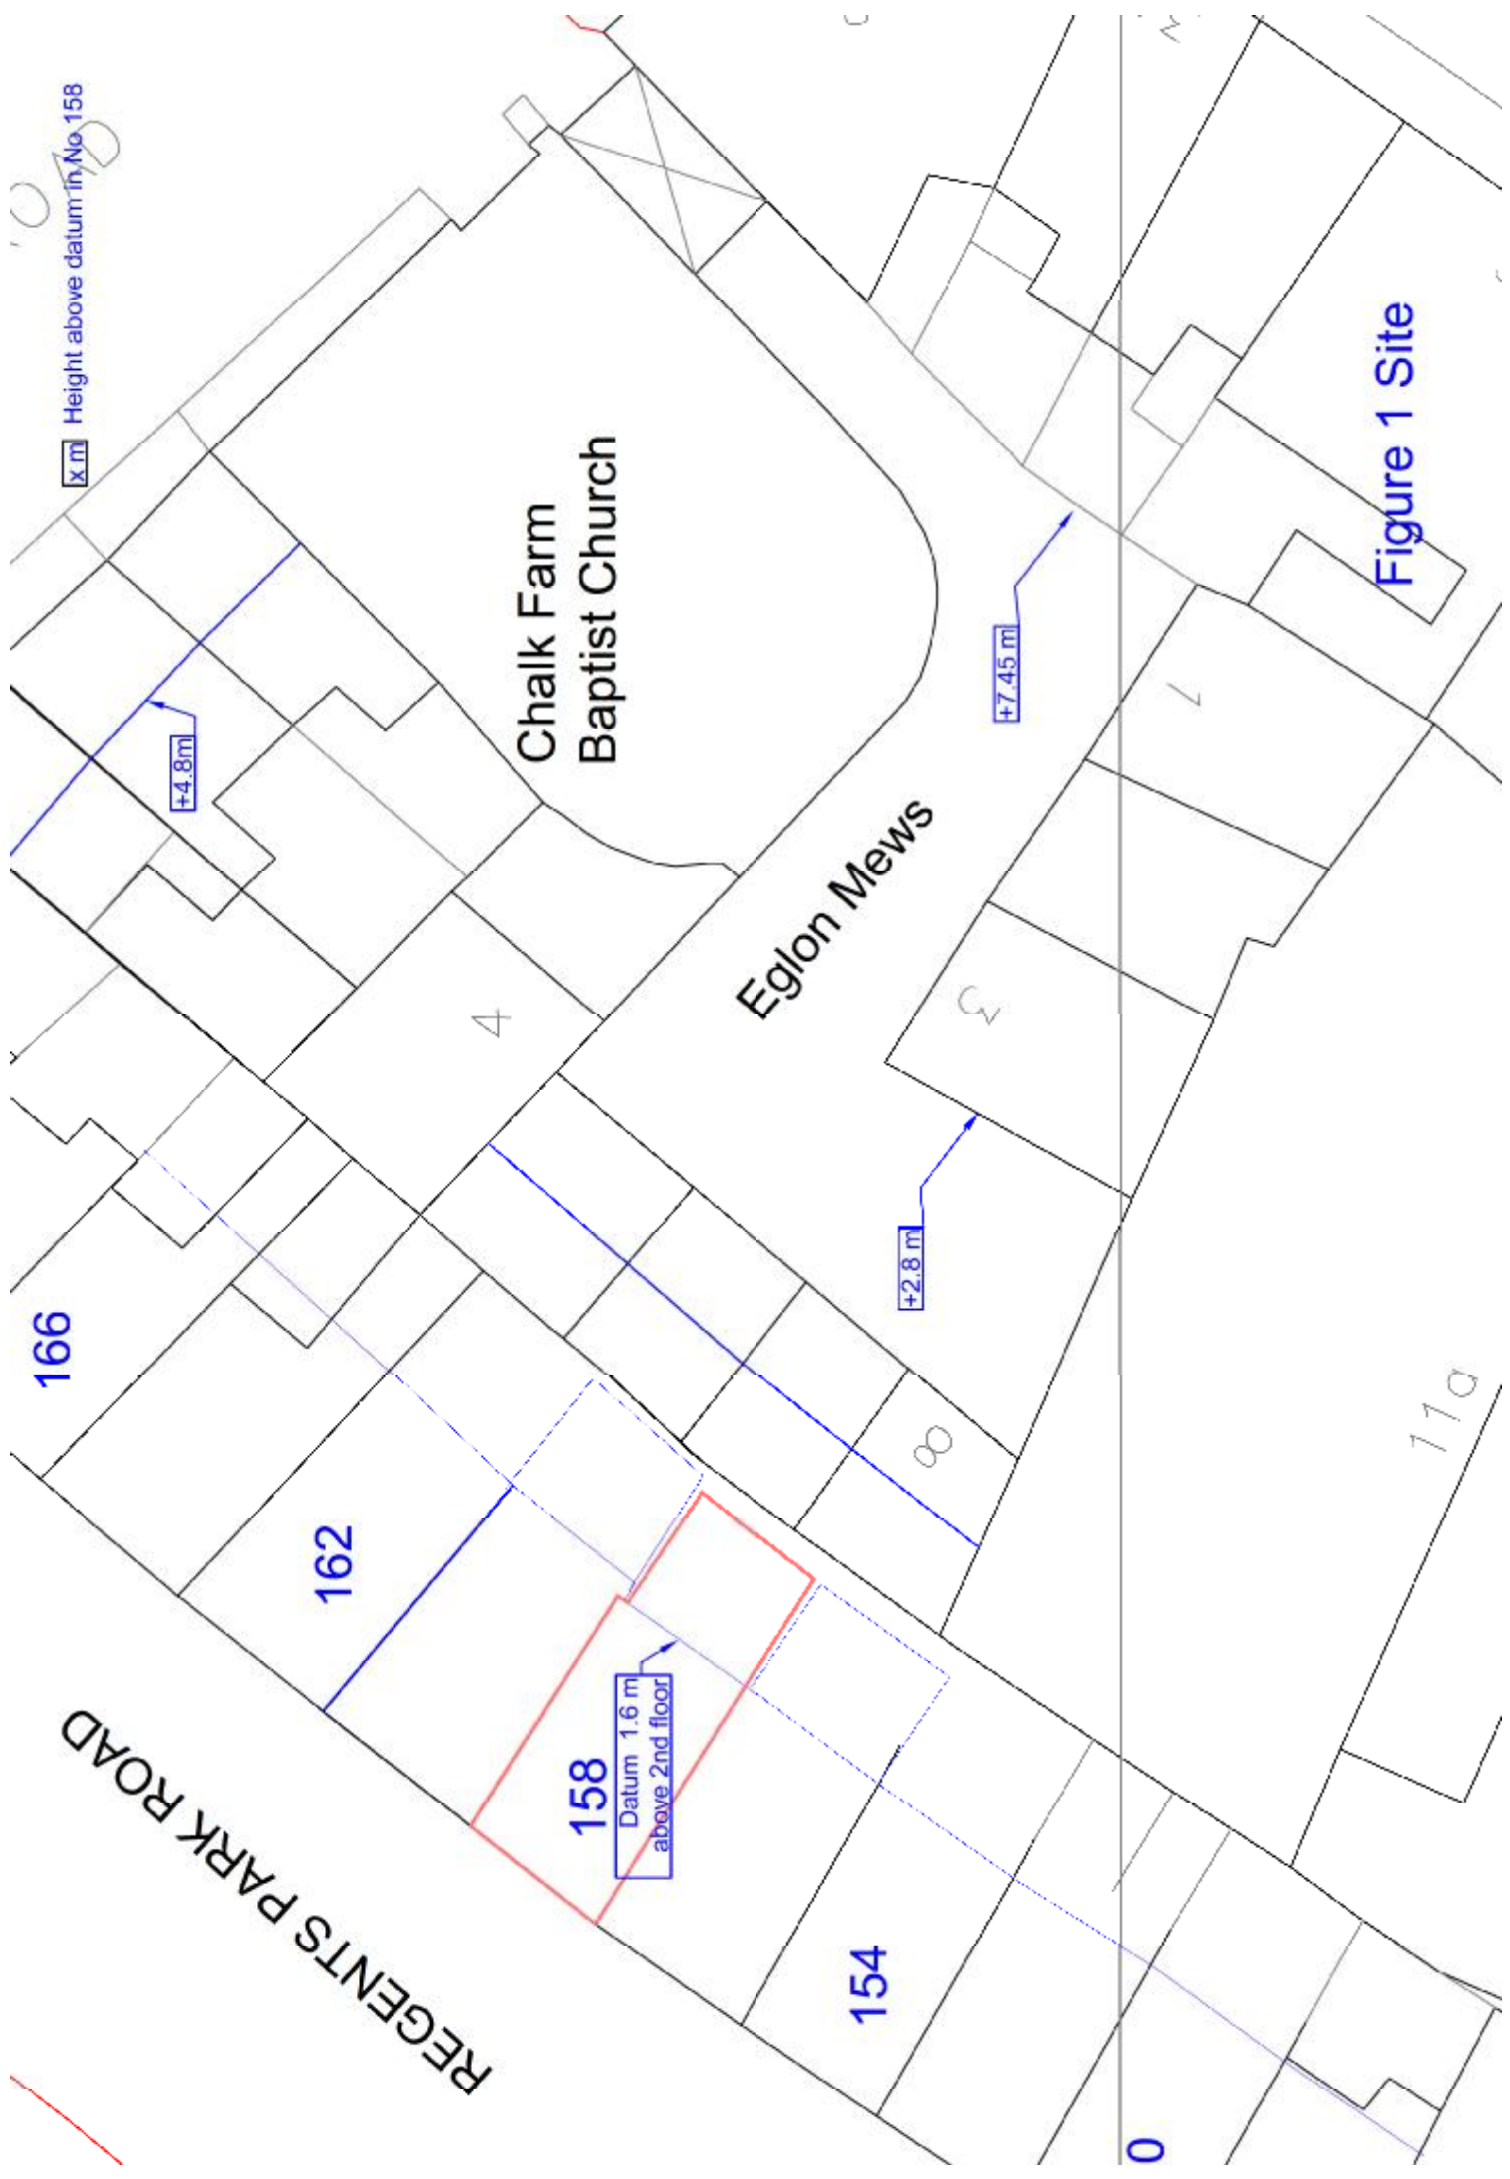 x m Height above datum in No 158
Chalk Farm
Baptist Church
Figure 1 Site
+4.8m
+7.45 m
1
Eglon Mews
4
3
+2.8 m
166
162
8
11a
158
Datum 1.6 m
above 2nd floor
REGENTS PARK ROAD
154
0